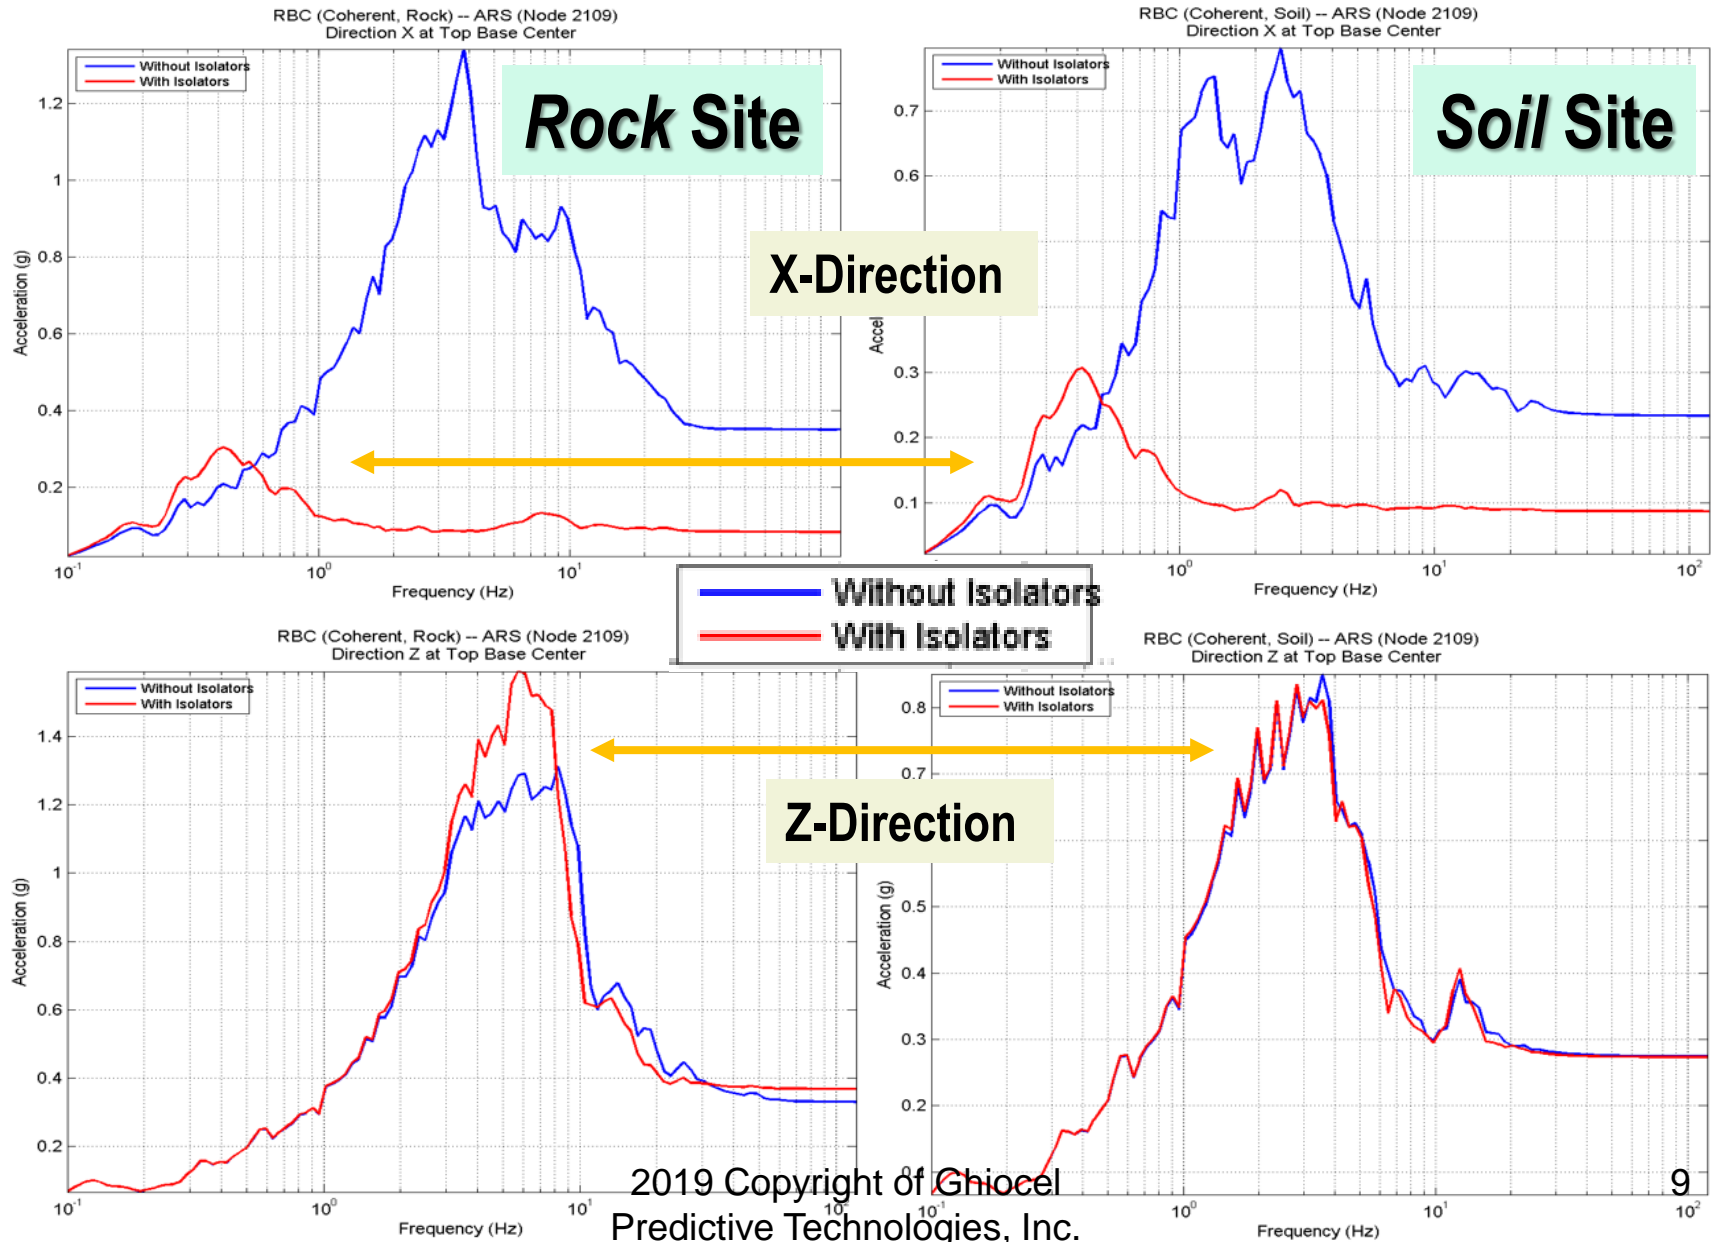 RBC (Coherent, Rock) -- ARS (Node 2109)
Direction X at Top Base Center
Without Isolators
With Isolators
Rock Site
1.2
1
0.8
0.6
0.4
0.2
Acceleration (g)
10-1
100
101
Frequency (Hz)
RBC (Coherent, Soil) -- ARS (Node 2109)
Direction X at Top Base Center
Without Isolators
With Isolators
Soil Site
0.7
0.6
0.3
0.2
0.1
Accel
100
101
102
Frequency (Hz)
X-Direction
Without Isolators
With Isolators
RBC (Coherent, Rock) -- ARS (Node 2109)
Direction Z at Top Base Center
Without Isolators
With Isolators
1.4
1.2
1
0.8
0.6
0.4
0.2
Acceleration (g)
10-1
100
101
Frequency (Hz)
RBC (Coherent, Soil) -- ARS (Node 2109)
Direction Z at Top Base Center
Without Isolators
With Isolators
0.8
0.7
0.5
0.4
0.3
0.2
0.1
Acceleration (g)
10-1
100
101
102
Frequency (Hz)
Z-Direction
2019 Copyright of Ghiocel
Predictive Technologies, Inc.
9